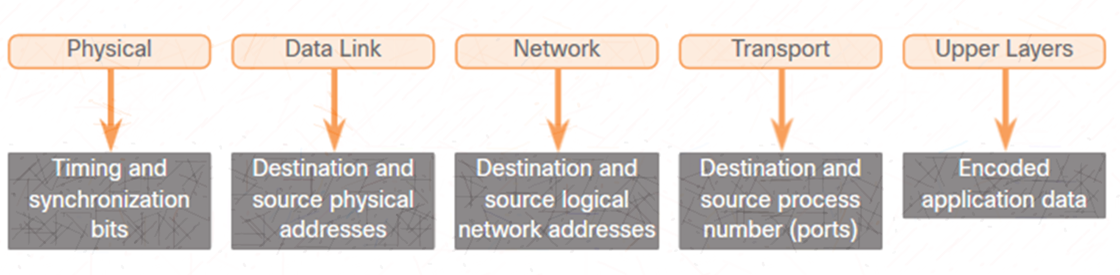 Physical
Data Link
Network
Transport
Upper Layers
Timing and
synchronization
bits
Destination and
source physical
addresses
Destination and
source logical
network addresses
Destination and
source process
number (ports)
Encoded
application data